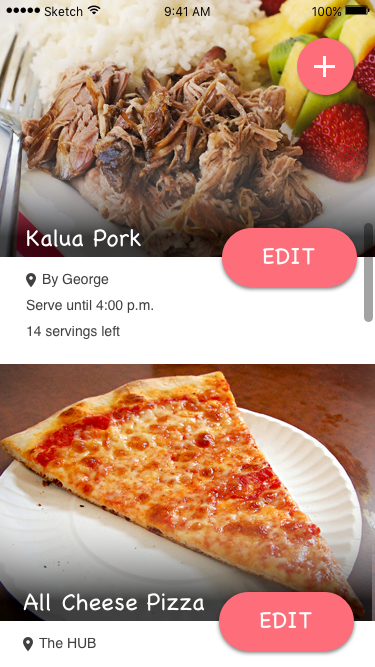 Sketch 9:41 AM 100%
+
Kalua Pork
EDIT
By George
Serve until 4:00 p.m.
14 servings left
All Cheese Pizza
EDIT
The HUB